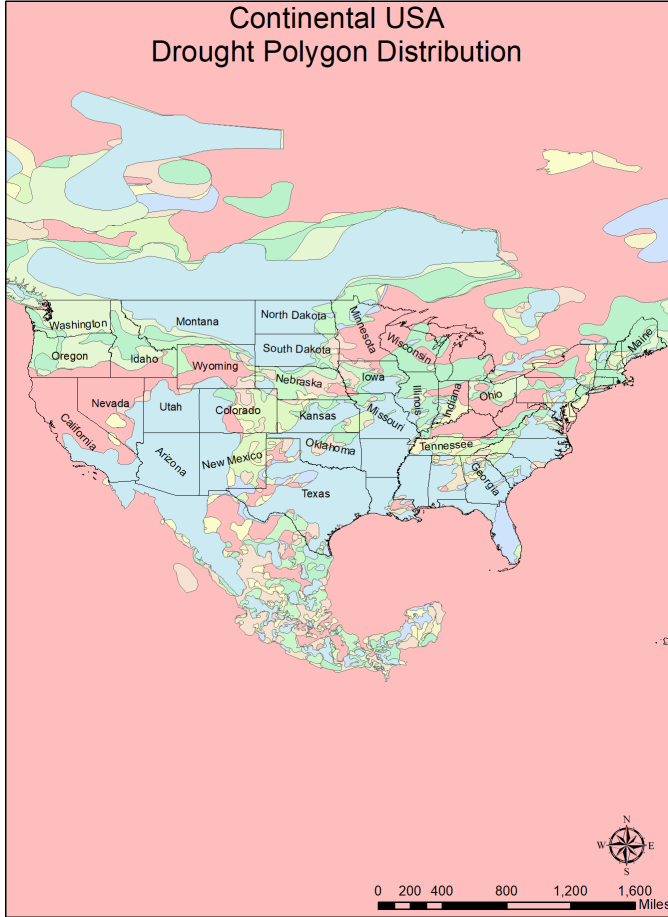 Continental USA
Drought Polygon Distribution
Washington
Montana
North Dakota
Minnesota
Maine
Oregon
Idaho
South Dakota
Wisconsin
Wyoming
Nebraska
Iowa
Illinois
Indiana
Ohio
Nevada
Utah
Colorado
Kansas
Missouri
California
Arizona
New Mexico
Oklahoma
Tennessee
Georgia
Texas
N
W
E
S
0 200 400 800 1,200 1,600
Miles